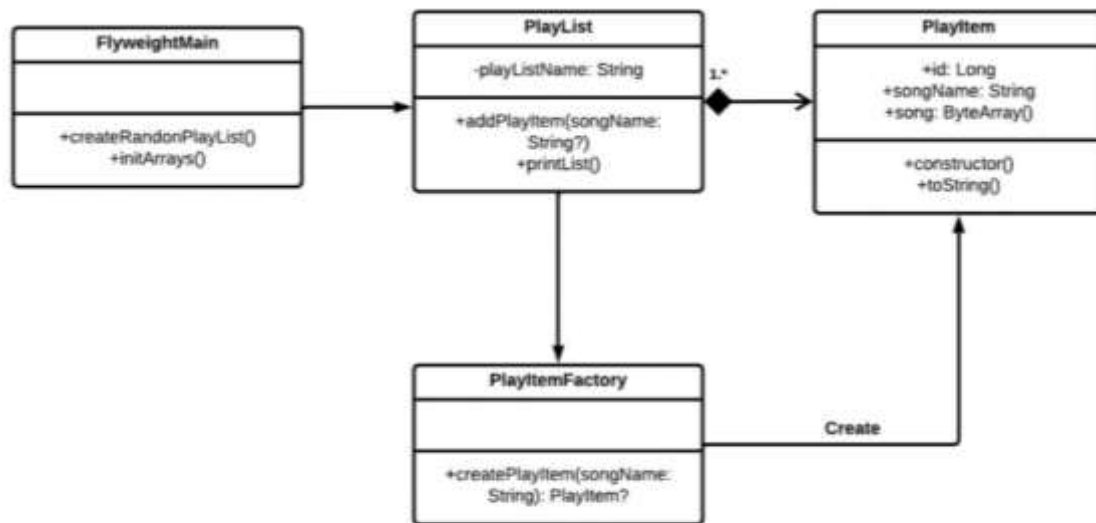 FlyweightMain
+createRandonPlayList()
+initArrays()
PlayList
-playListName: String
+addPlayItem(songName:
String?)
+printList()
1.*
PlayItem
+id: Long
+songName: String
+song: ByteArray()
+constructor()
+toString()
PlayItemFactory
+createPlayItem(songName:
String): PlayItem?
Create